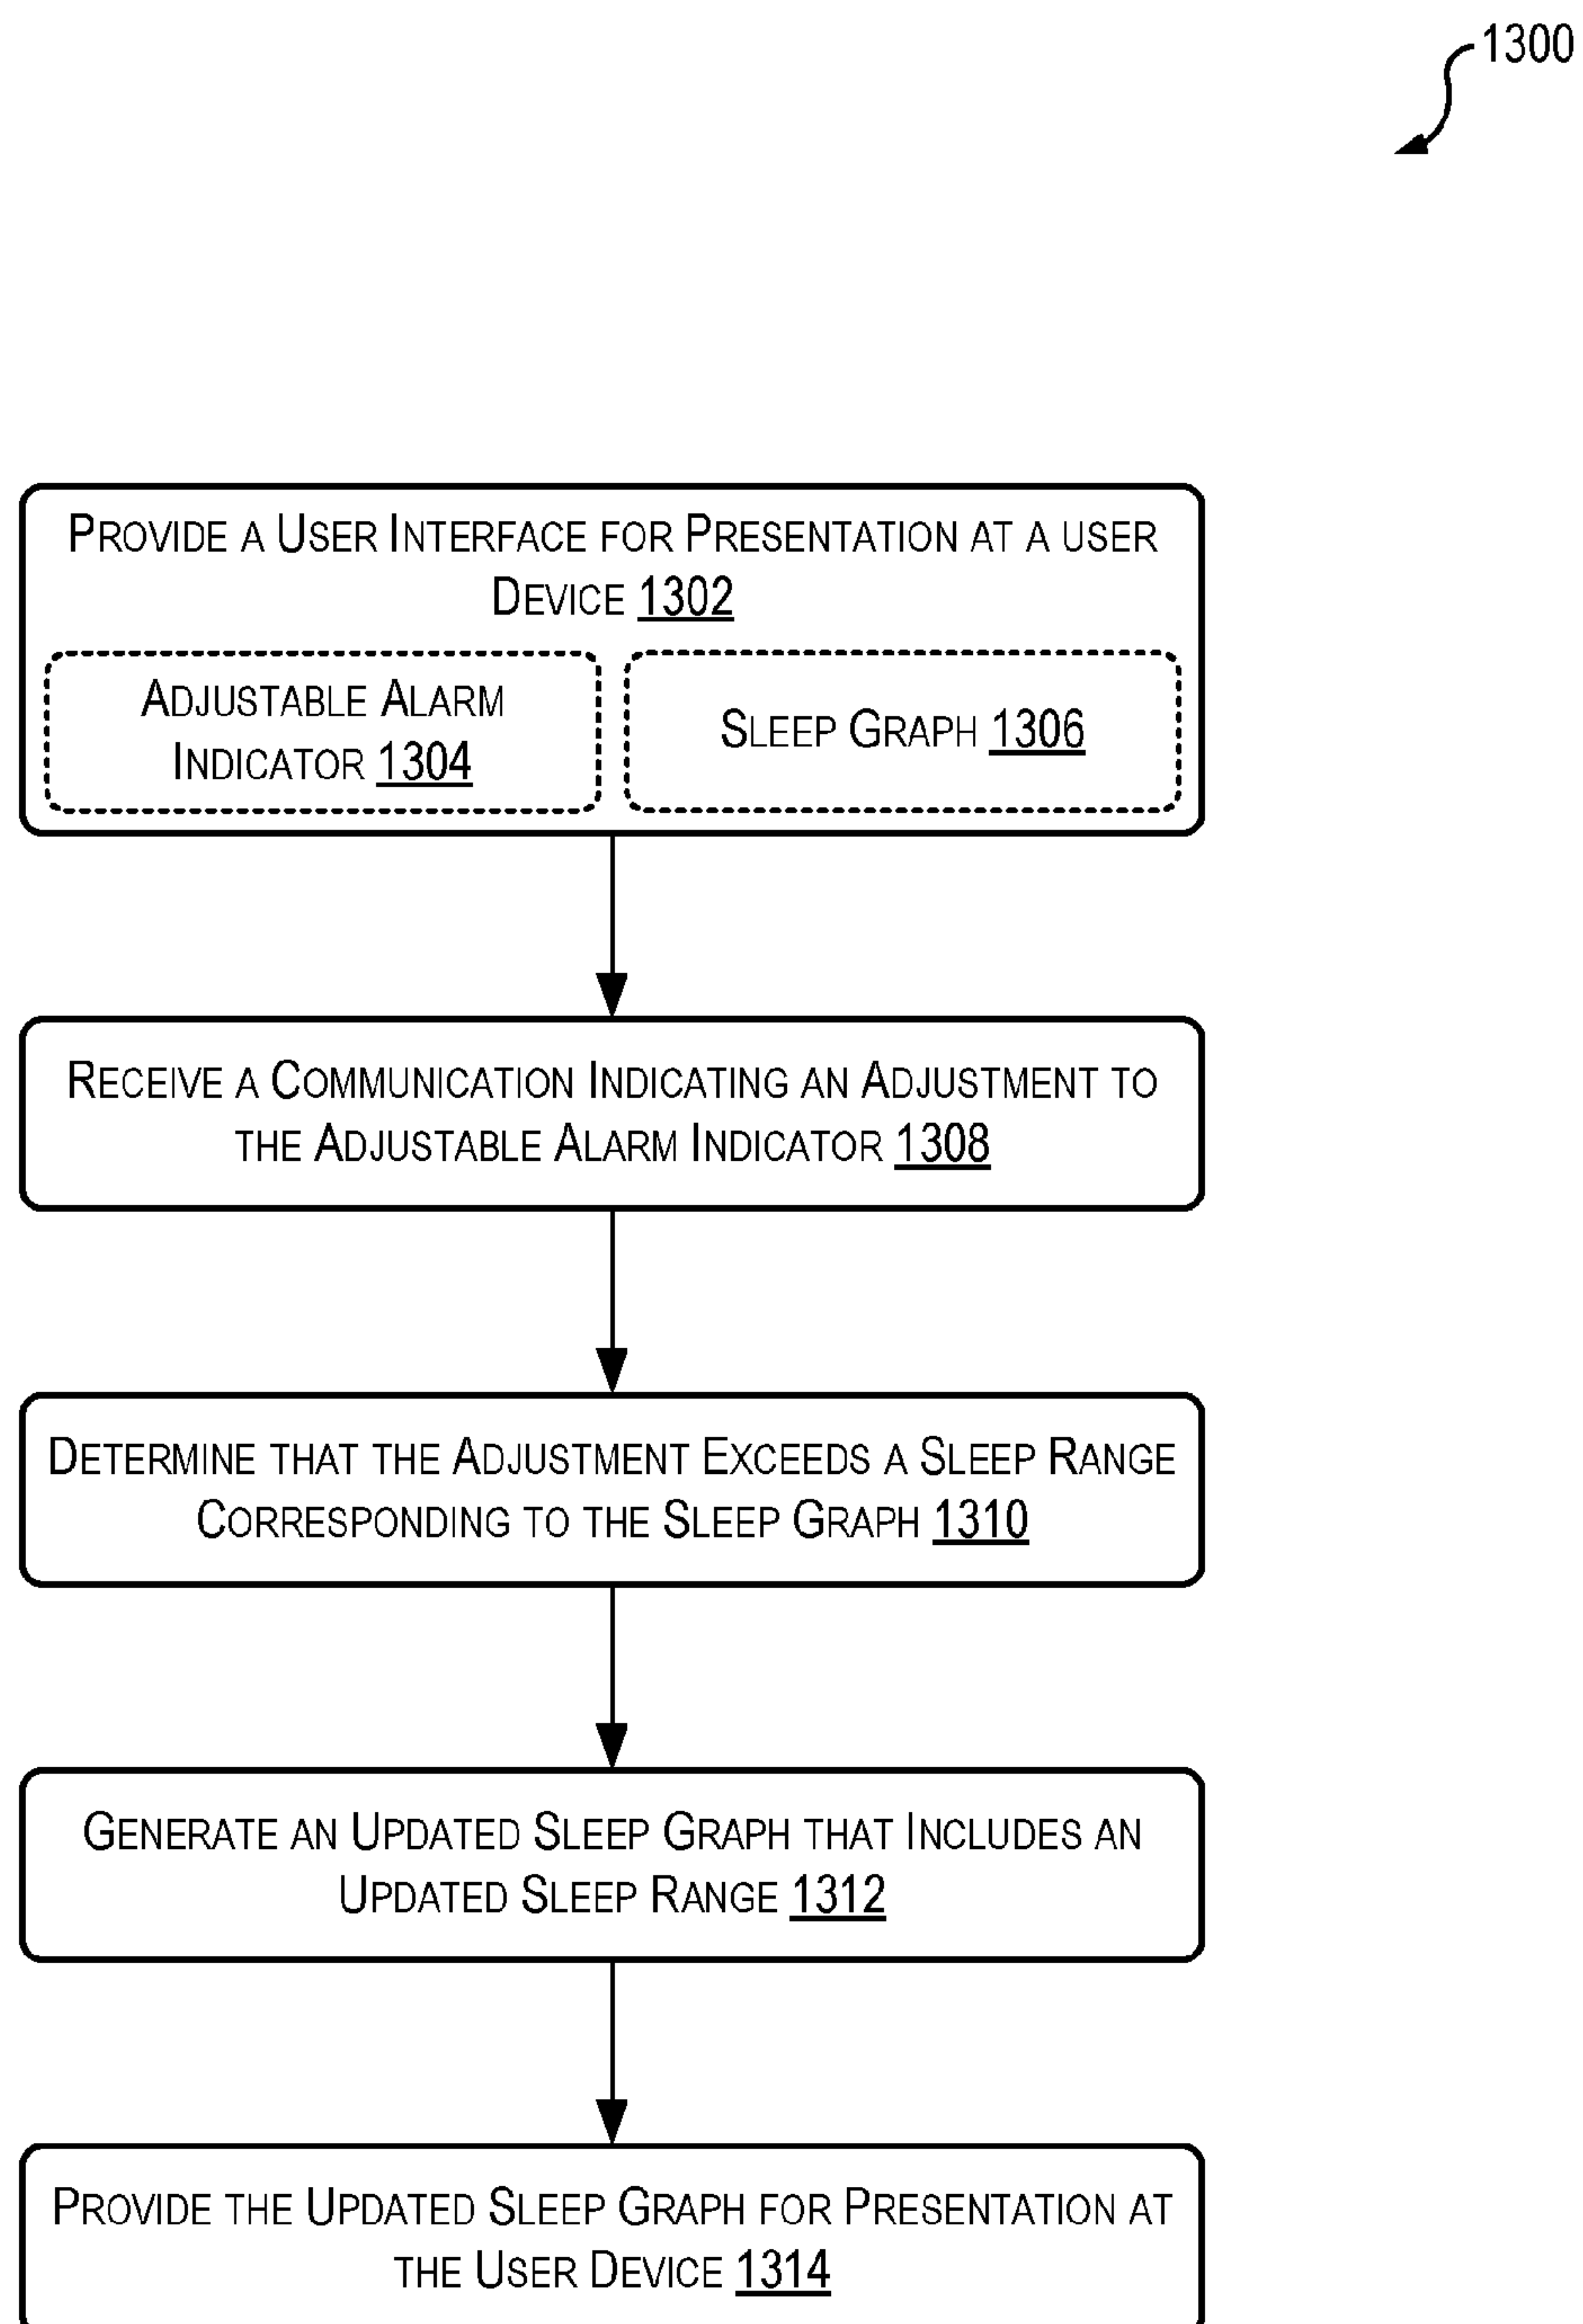 1300
PROVIDE A USER INTERFACE FOR PRESENTATION AT A USER
DEVICE 1302
ADJUSTABLE ALARM
INDICATOR 1304
SLEEP GRAPH 1306
RECEIVE A COMMUNICATION INDICATING AN ADJUSTMENT TO
THE ADJUSTABLE ALARM INDICATOR 1308
DETERMINE THAT THE ADJUSTMENT EXCEEDS A SLEEP RANGE
CORRESPONDING TO THE SLEEP GRAPH 1310
GENERATE AN UPDATED SLEEP GRAPH THAT INCLUDES AN
UPDATED SLEEP RANGE 1312
PROVIDE THE UPDATED SLEEP GRAPH FOR PRESENTATION AT
THE USER DEVICE 1314